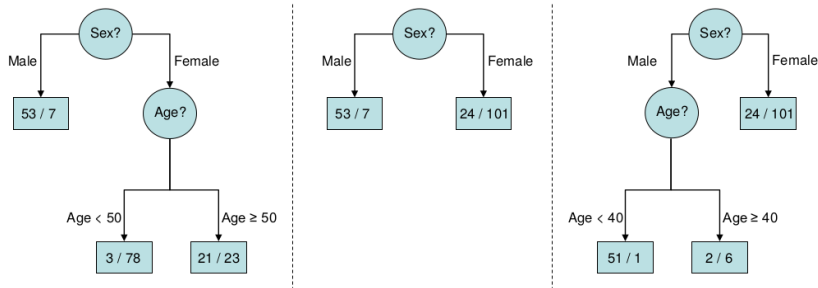 Sex?
Male
Female
53 / 7
Age?
Age < 50
Age ≥ 50
3 / 78
21 / 23
Sex?
Male
Female
53 / 7
24 / 101
Sex?
Male
Female
Age?
24 / 101
Age < 40
Age ≥ 40
51 / 1
2 / 6